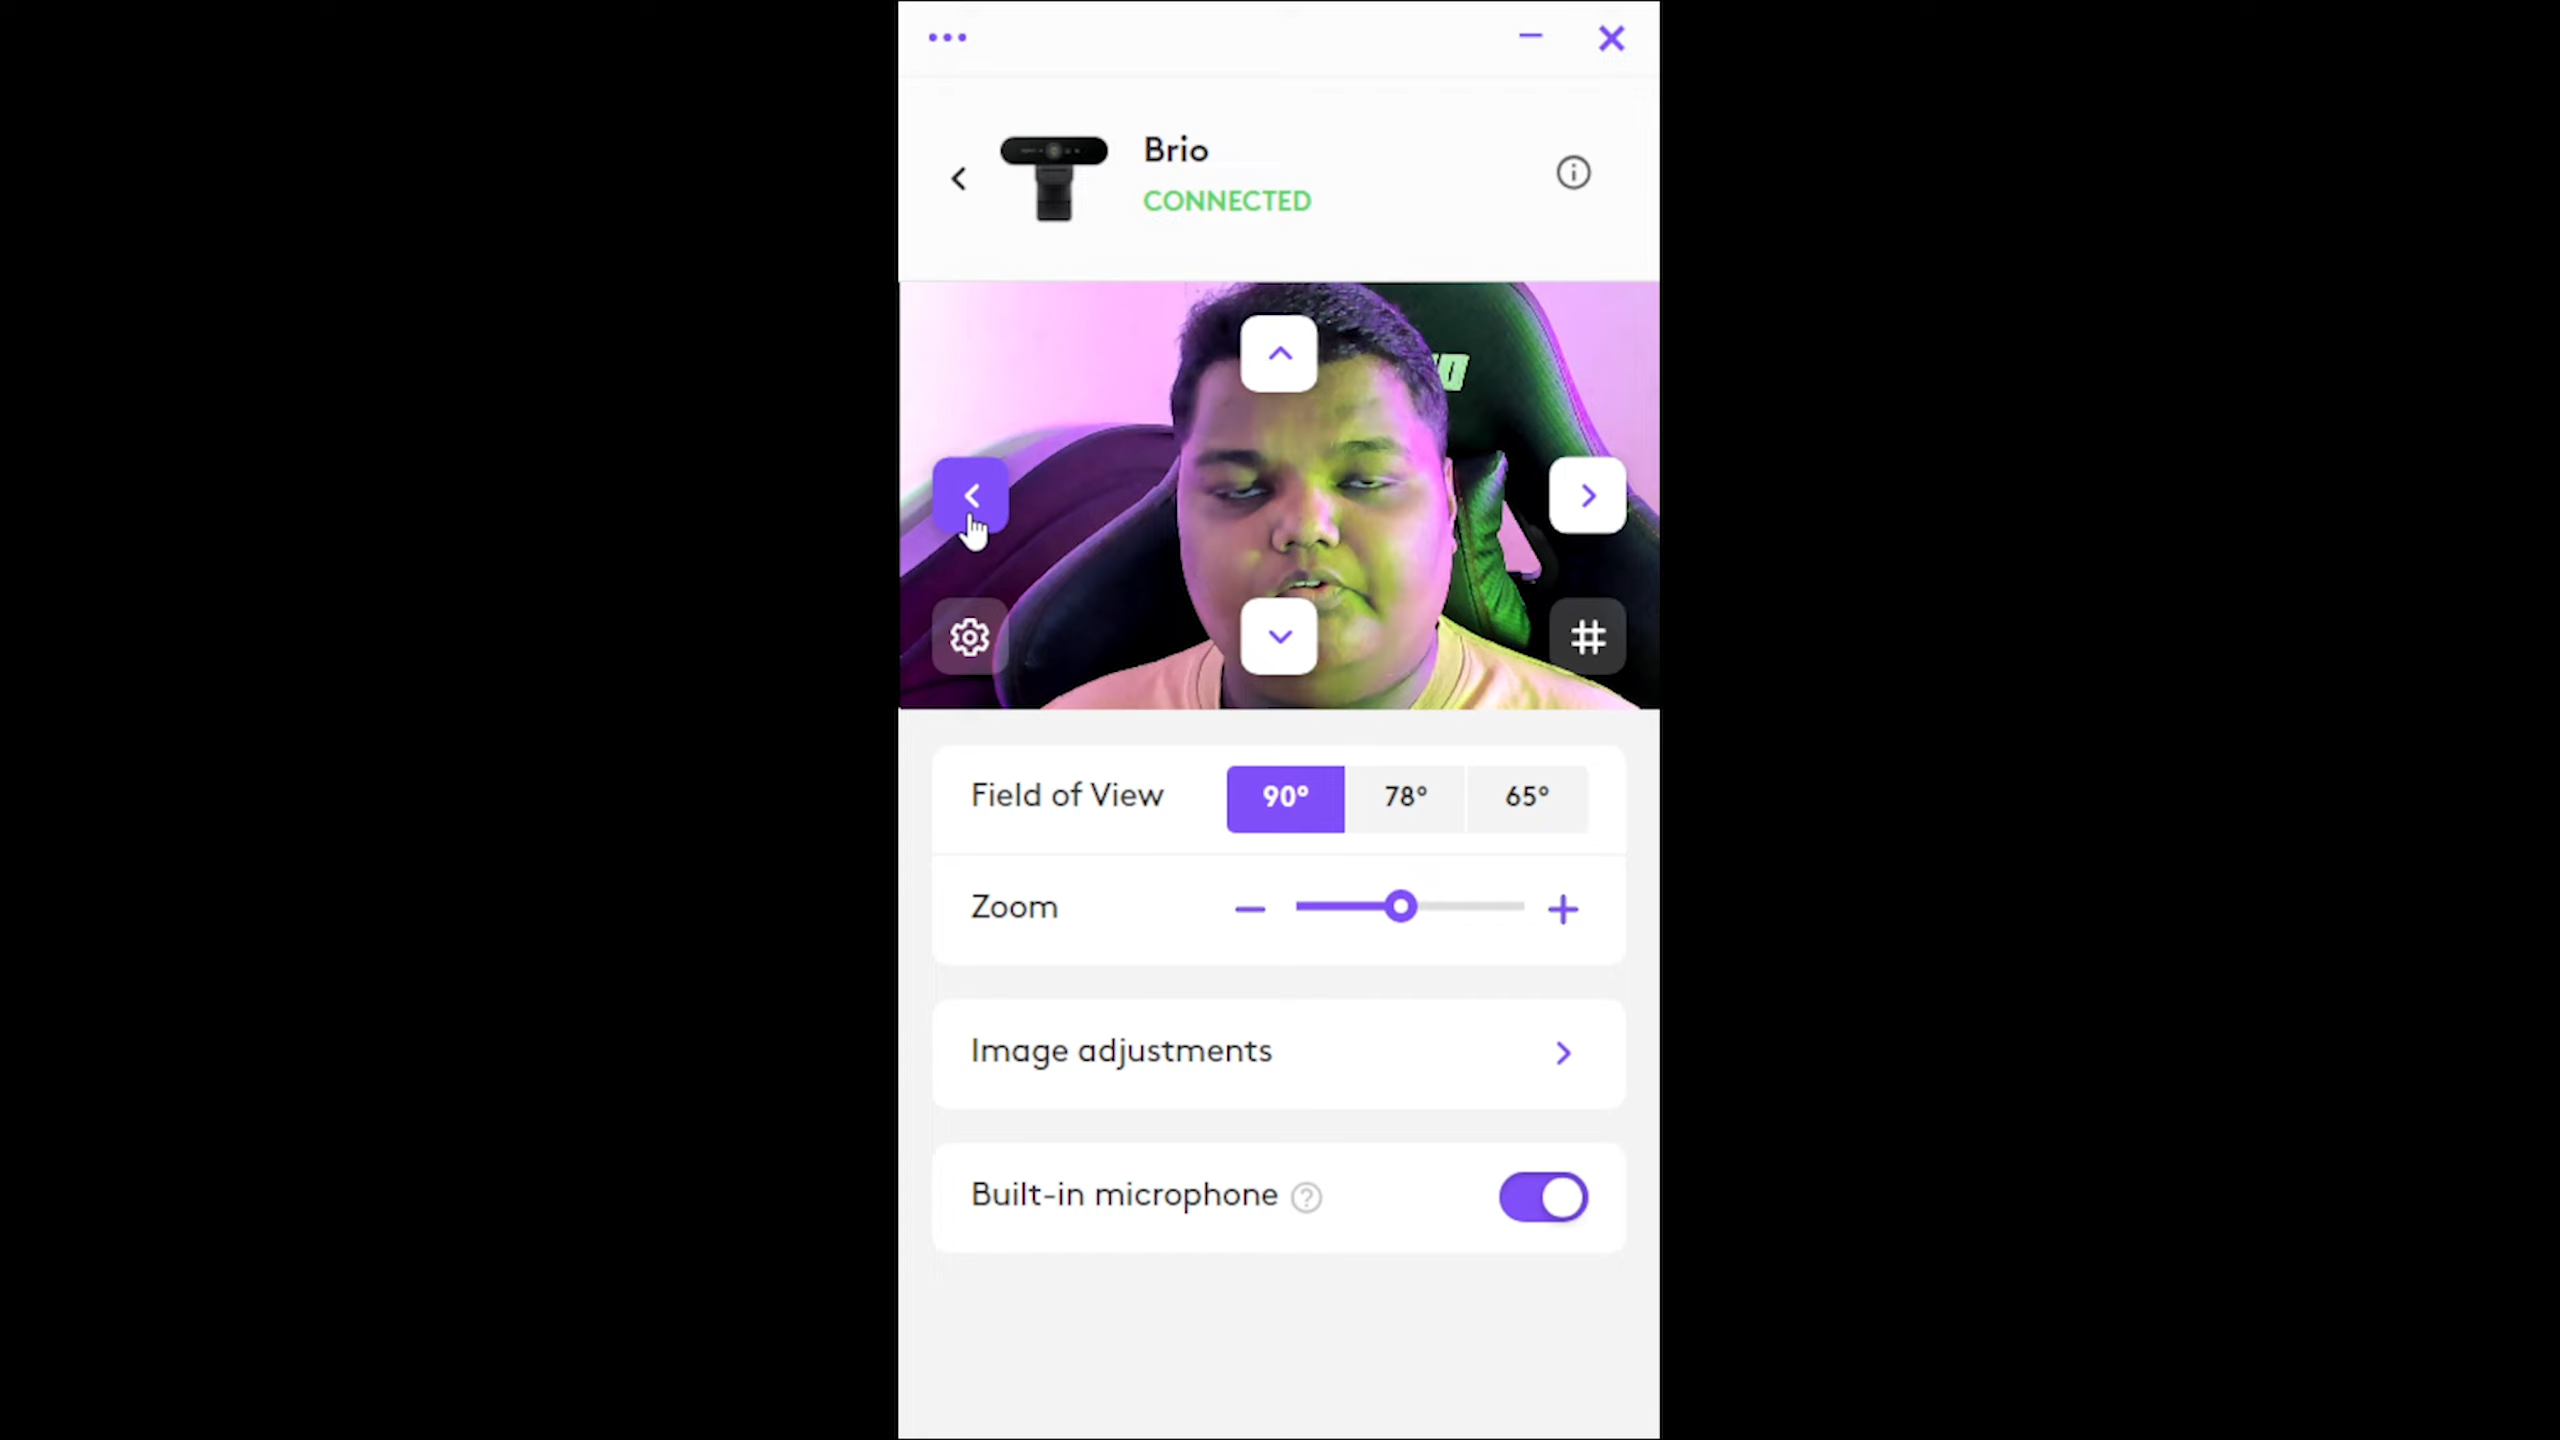 Brio
CONNECTED
Field of View 90° 78° 65°
Zoom
Image adjustments
Built-in microphone